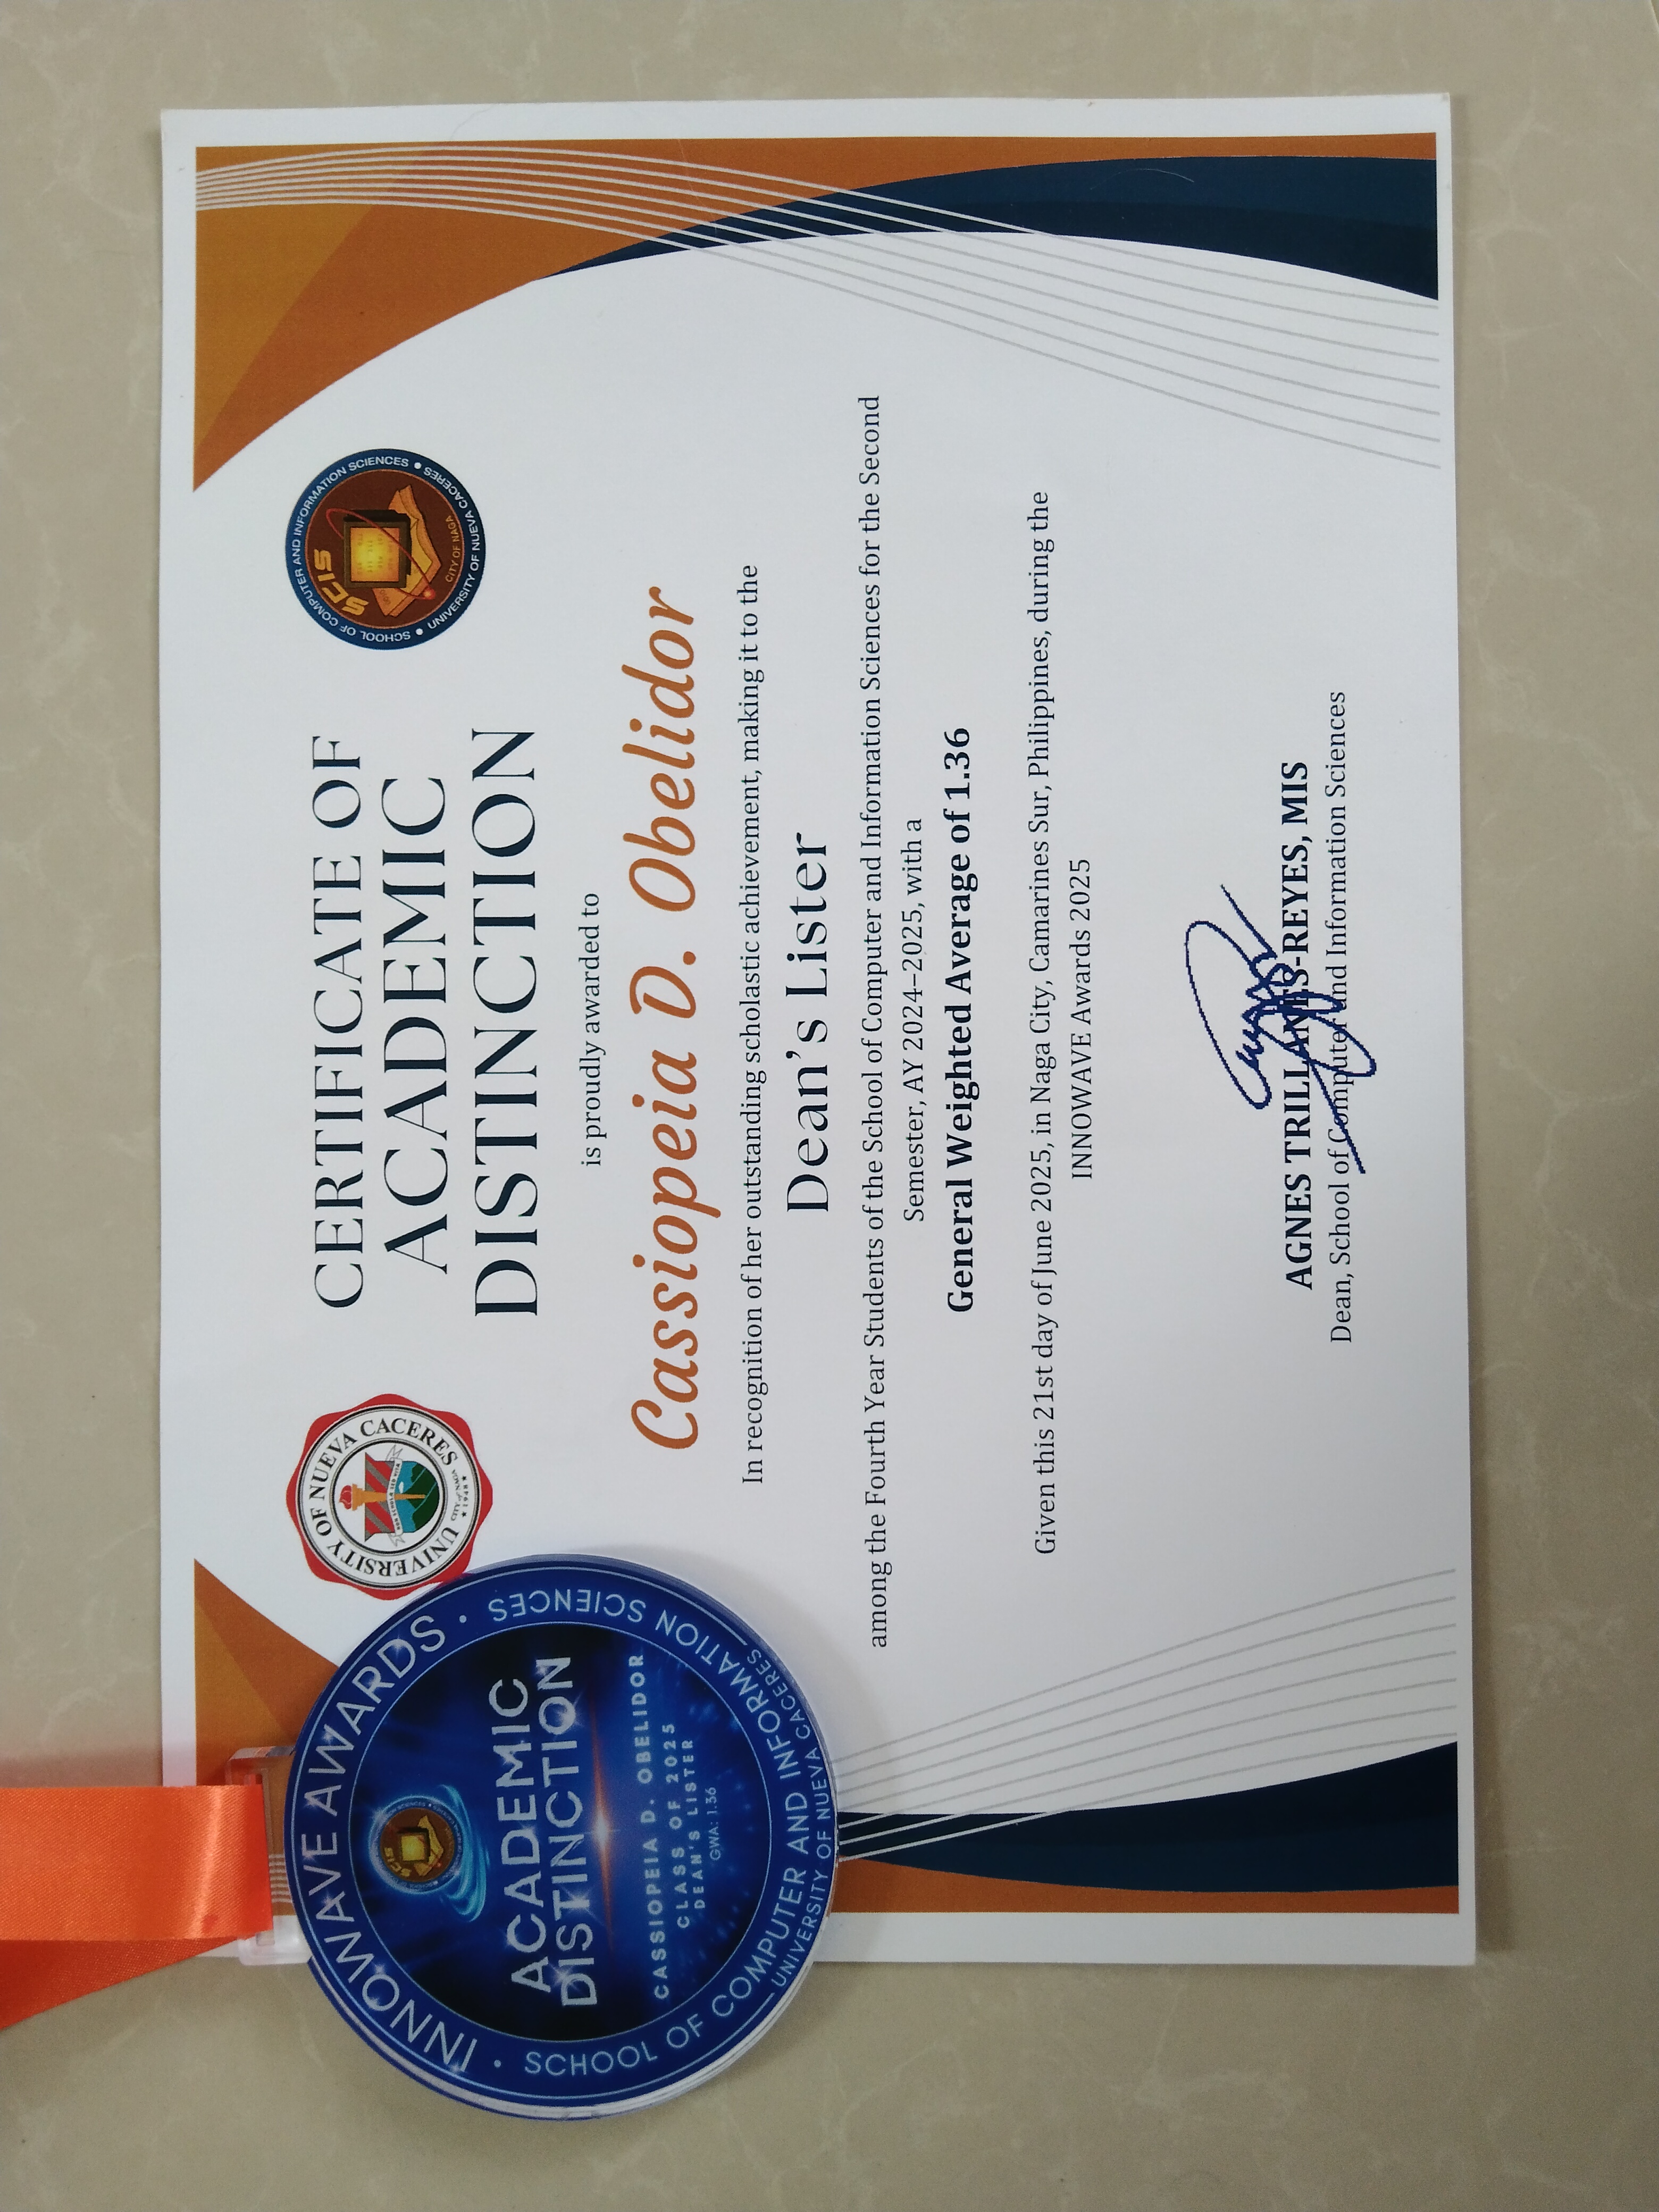 INNOWAVE AWARDS
SCIS
ACADEMIC
DISTINCTION
CASSIOPEIA D. OBELIDOR
CLASS OF 2025
DEAN'S LISTER
GWA: 1.36
SCHOOL OF COMPUTER AND INFORMATION SCIENCES
UNIVERSITY OF NUEVA CACERES
UNIVERSITY OF NUEVA CACERES
NON SCHOLA SED VITA
CITY of NAGA
★ 1948 ★
SCHOOL OF COMPUTER AND INFORMATION SCIENCES
SCIS
CITY OF NAGA
UNIVERSITY OF NUEVA CACERES
CERTIFICATE OF
ACADEMIC
DISTINCTION
is proudly awarded to
Cassiopeia D. Obelidor
In recognition of her outstanding scholastic achievement, making it to the
Dean's Lister
among the Fourth Year Students of the School of Computer and Information Sciences for the Second
Semester, AY 2024–2025, with a
General Weighted Average of 1.36
Given this 21st day of June 2025, in Naga City, Camarines Sur, Philippines, during the
INNOWAVE Awards 2025
AGNES TRILLANES-REYES, MIS
Dean, School of Computer and Information Sciences